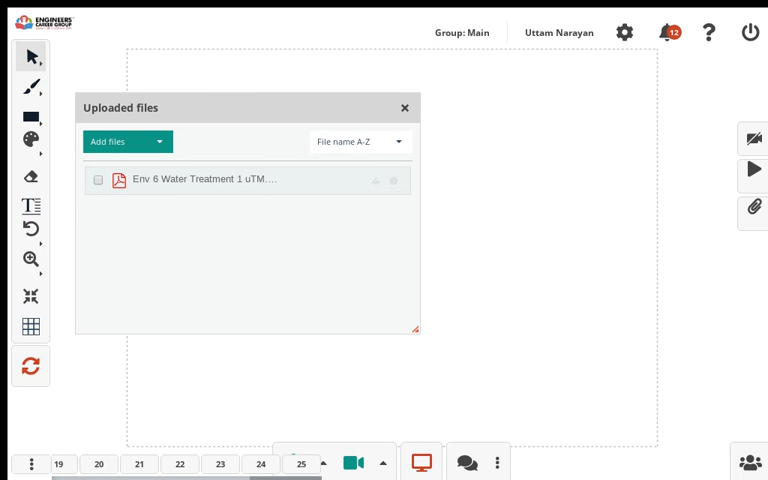 ENGINEERS
CAREER GROUP
Group: Main
Uttam Narayan
12
Uploaded files
Add files
File name A-Z
Env 6 Water Treatment 1 uTM....
T
19 20 21 22 23 24 25